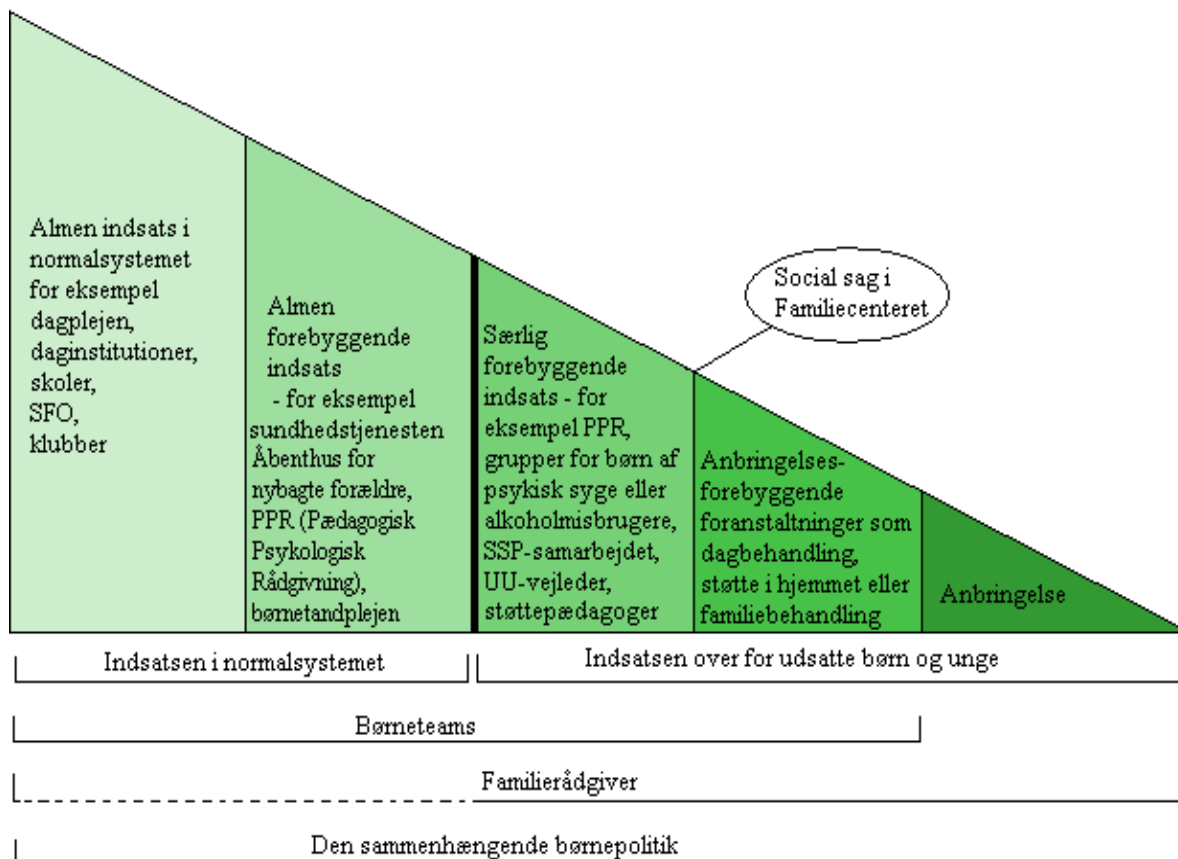 Almen indsats i
normalsystemet
for eksempel
dagplejen,
daginstitutioner,
skoler,
SFO,
klubber
Almen
forebyggende
indsats
- for eksempel
sundhedstjenesten
Åbenthus for
nybagte forældre,
PPR (Pædagogisk
Psykologisk
Rådgivning),
børnetandplejen
Særlig
forebyggende
indsats - for
eksempel PPR,
grupper for børn af
psykisk syge eller
alkoholmisbrugere,
SSP-samarbejdet,
UU-vejleder,
støttepædagoger
Social sag i
Familiecenteret
Anbringelses-
forebyggende
foranstaltninger som
dagbehandling,
støtte i hjemmet eller
familiebehandling
Anbringelse
Indsatsen i normalsystemet
Indsatsen over for udsatte børn og unge
Børneteams
Familierådgiver
Den sammenhængende børnepolitik